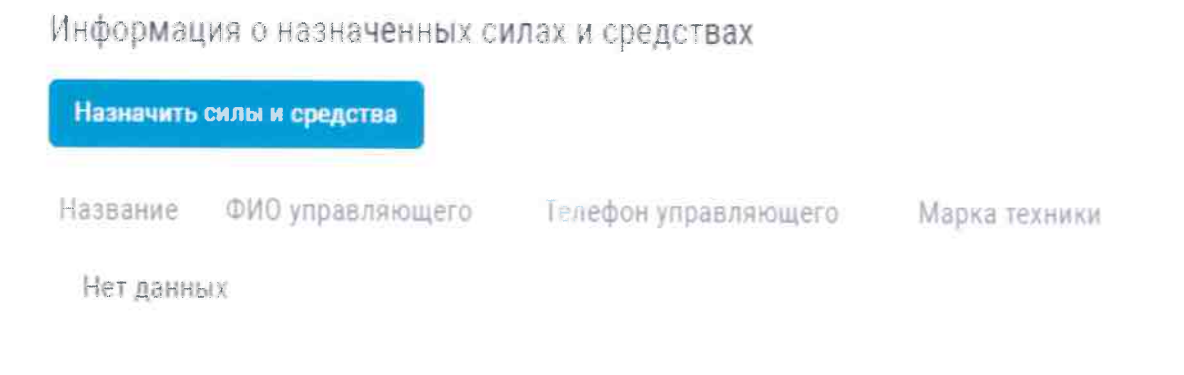 Информация о назначенных силах и средствах
Назначить силы и средства
Название ФИО управляющего Телефон управляющего Марка техники
Нет данных